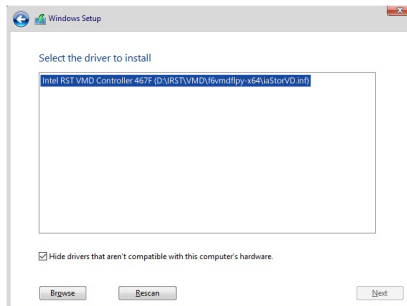 Windows Setup
Select the driver to install
Intel RST VMD Controller 467F (D:\IRST\VMD\f6vmdflpy-x64\iaStorVD.inf)
Hide drivers that aren't compatible with this computer's hardware.
Browse Rescan Next